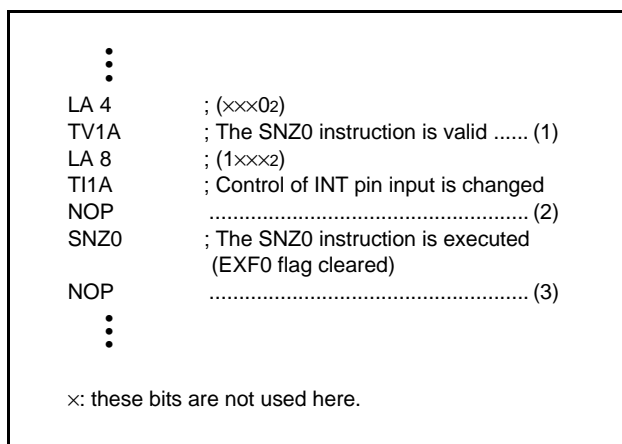 LA 4 ; (×××0₂)
TV1A ; The SNZ0 instruction is valid ...... (1)
LA 8 ; (1×××₂)
TI1A ; Control of INT pin input is changed
NOP ...................................................... (2)
SNZ0 ; The SNZ0 instruction is executed
(EXF0 flag cleared)
NOP ...................................................... (3)
×: these bits are not used here.